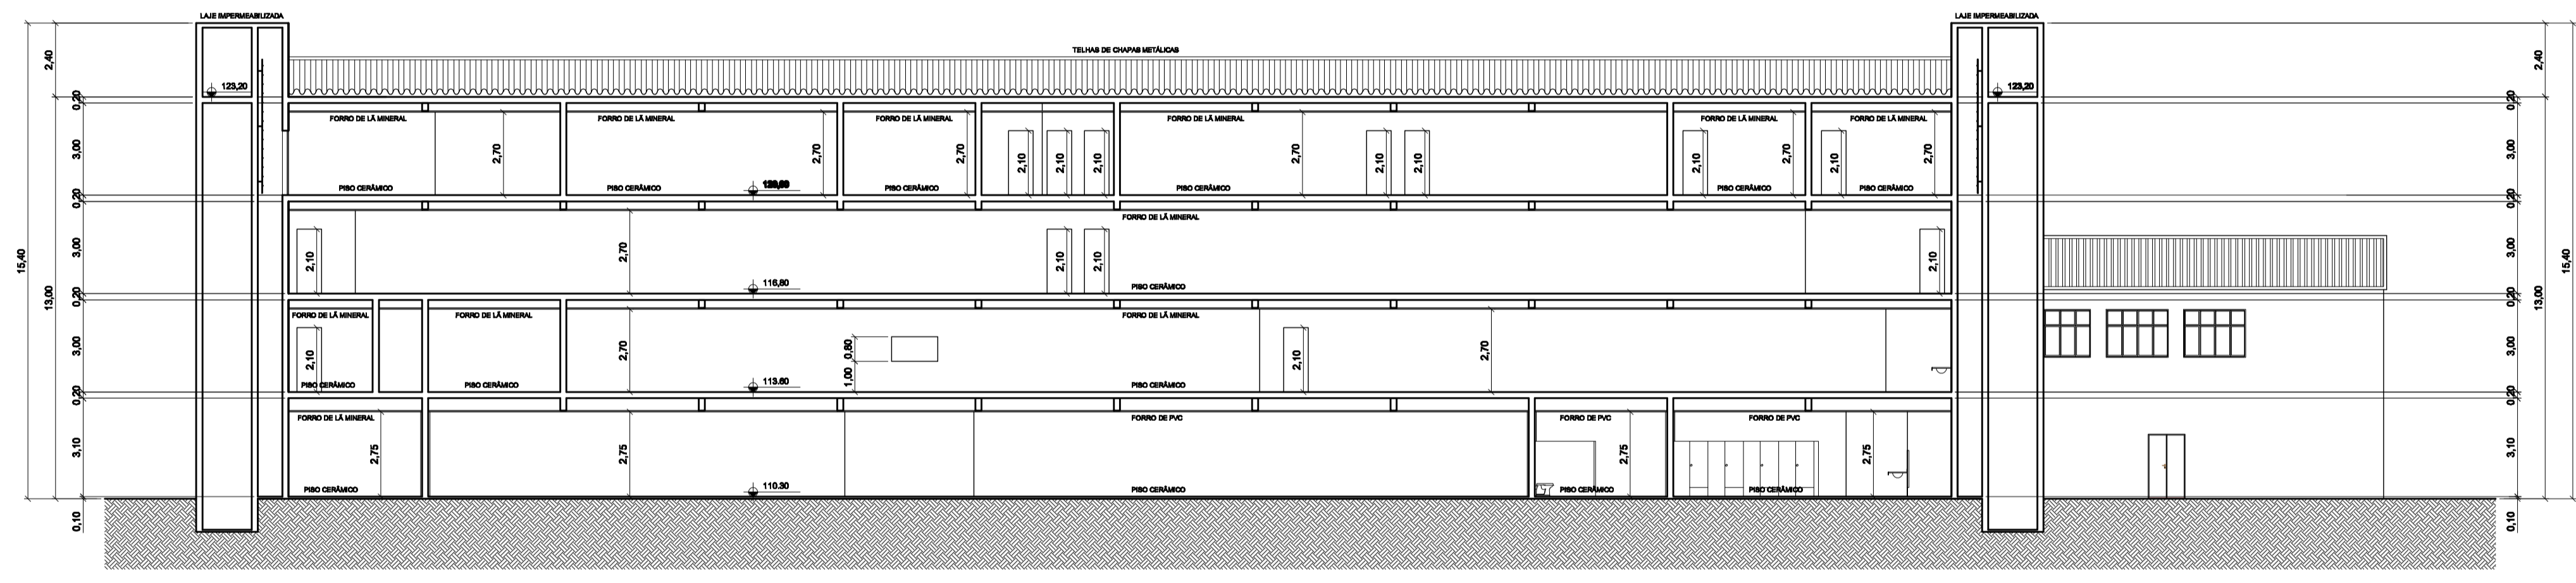 LAJE IMPERMEABILIZADA
LAJE IMPERMEABILIZADA
TELHAS DE CHAPAS METÁLICAS
2,40
2,40
123,20
123,20
0,20
0,20
FORRO DE LÃ MINERAL
FORRO DE LÃ MINERAL
FORRO DE LÃ MINERAL
FORRO DE LÃ MINERAL
FORRO DE LÃ MINERAL
FORRO DE LÃ MINERAL
3,00
2,70
2,70
2,70
2,10
2,10
2,10
2,70
2,10
2,10
2,10
2,70
2,10
2,70
3,00
PISO CERÂMICO
PISO CERÂMICO
PISO CERÂMICO
PISO CERÂMICO
PISO CERÂMICO
PISO CERÂMICO
0,20
0,20
FORRO DE LÃ MINERAL
15,40
3,00
2,10
2,70
2,10
2,10
2,10
3,00
15,40
116,80
PISO CERÂMICO
13,00
0,20
0,20
13,00
FORRO DE LÃ MINERAL
FORRO DE LÃ MINERAL
FORRO DE LÃ MINERAL
3,00
2,10
2,70
0,80
1,00
2,10
2,70
3,00
PISO CERÂMICO
PISO CERÂMICO
113.60
PISO CERÂMICO
0,20
0,20
FORRO DE LÃ MINERAL
FORRO DE PVC
FORRO DE PVC
FORRO DE PVC
3,10
2,75
2,75
2,75
2,75
3,10
PISO CERÂMICO
110.30
PISO CERÂMICO
PISO CERÂMICO
PISO CERÂMICO
0,10
0,10